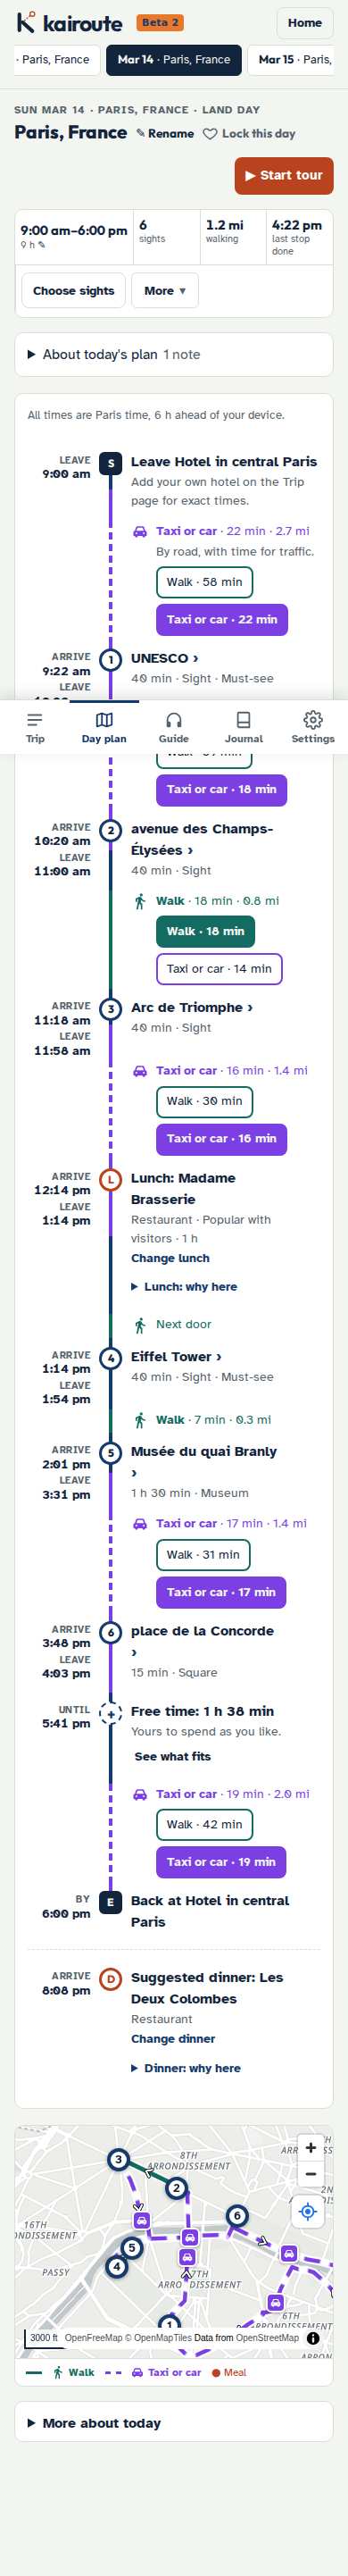 kairoute
Beta 2
Home
· Paris, France
Mar 14 · Paris, France
Mar 15 · Paris,
SUN MAR 14 · PARIS, FRANCE · LAND DAY
Paris, France
✎ Rename
Lock this day
▶ Start tour
9:00 am–6:00 pm
9 h ✎
6
sights
1.2 mi
walking
4:22 pm
last stop
done
Choose sights
More ▾
▶ About today's plan 1 note
All times are Paris time, 6 h ahead of your device.
LEAVE
9:00 am
S
Leave Hotel in central Paris
Add your own hotel on the Trip
page for exact times.
Taxi or car · 22 min · 2.7 mi
By road, with time for traffic.
Walk · 58 min
Taxi or car · 22 min
ARRIVE
9:22 am
LEAVE
1
UNESCO ›
40 min · Sight · Must-see
Trip
Day plan
Guide
Journal
Settings
Taxi or car · 18 min
ARRIVE
10:20 am
LEAVE
11:00 am
2
avenue des Champs-
Élysées ›
40 min · Sight
Walk · 18 min · 0.8 mi
Walk · 18 min
Taxi or car · 14 min
ARRIVE
11:18 am
LEAVE
11:58 am
3
Arc de Triomphe ›
40 min · Sight
Taxi or car · 16 min · 1.4 mi
Walk · 30 min
Taxi or car · 16 min
ARRIVE
12:14 pm
LEAVE
1:14 pm
L
Lunch: Madame
Brasserie
Restaurant · Popular with
visitors · 1 h
Change lunch
▶ Lunch: why here
Next door
ARRIVE
1:14 pm
LEAVE
1:54 pm
4
Eiffel Tower ›
40 min · Sight · Must-see
Walk · 7 min · 0.3 mi
ARRIVE
2:01 pm
LEAVE
3:31 pm
5
Musée du quai Branly
›
1 h 30 min · Museum
Taxi or car · 17 min · 1.4 mi
Walk · 31 min
Taxi or car · 17 min
ARRIVE
3:48 pm
LEAVE
4:03 pm
6
place de la Concorde
›
15 min · Square
UNTIL
5:41 pm
+
Free time: 1 h 38 min
Yours to spend as you like.
See what fits
Taxi or car · 19 min · 2.0 mi
Walk · 42 min
Taxi or car · 19 min
BY
6:00 pm
E
Back at Hotel in central
Paris
ARRIVE
8:08 pm
D
Suggested dinner: Les
Deux Colombes
Restaurant
Change dinner
▶ Dinner: why here
3
8TH
ARRONDISSEMENT
2
6
16TH
PASSY
5
4
7TH
1
6TH
+
−
3000 ft
OpenFreeMap © OpenMapTiles Data from OpenStreetMap
Walk
Taxi or car
Meal
▶ More about today